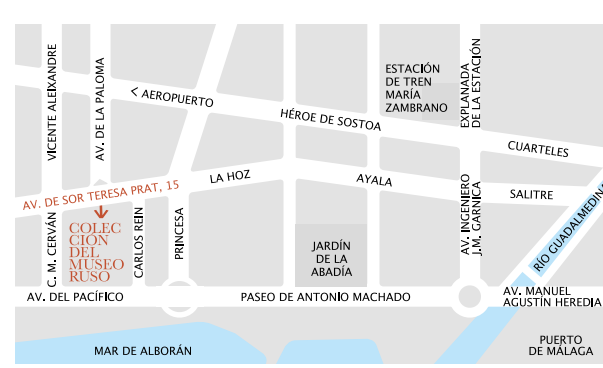 VICENTE ALEIXANDRE
AV. DE LA PALOMA
< AEROPUERTO
HÉROE DE SOSTOA
ESTACIÓN
DE TREN
MARÍA
ZAMBRANO
EXPLANADA
DE LA ESTACIÓN
CUARTELES
AV. DE SOR TERESA PRAT, 15
LA HOZ
AYALA
SALITRE
COLEC
CIÓN
DEL
MUSEO
RUSO
C. M. CERVÁN
CARLOS REIN
PRINCESA
JARDÍN
DE LA
ABADÍA
AV. INGENIERO
J.M. GARNICA
RÍO GUADALMEDINA
AV. DEL PACÍFICO
PASEO DE ANTONIO MACHADO
AV. MANUEL
AGUSTÍN HEREDIA
MAR DE ALBORÁN
PUERTO
DE MÁLAGA